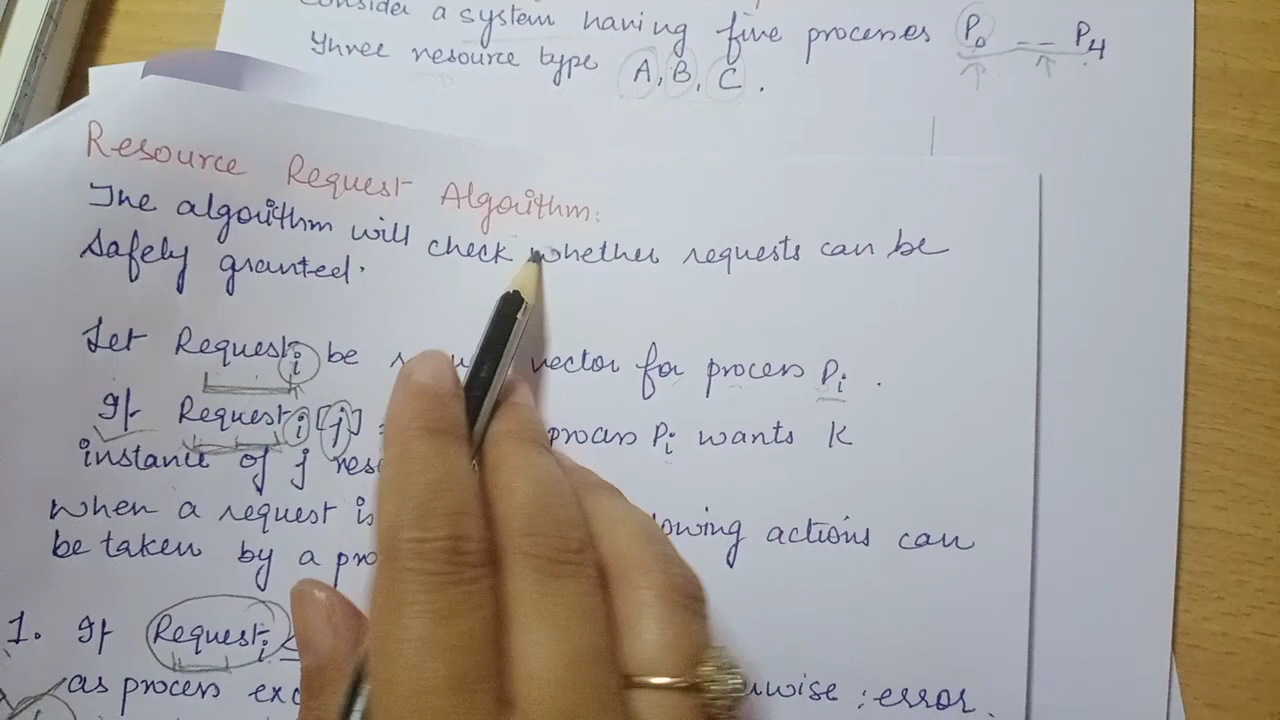 Consider a system having five processes P0 -- P4
Three resource type A, B, C.
Resource Request Algorithm:
The algorithm will check whether requests can be
safely granted.
Let Requesti be vector for process Pi.
If Requesti[j] = process Pi wants K
instance of j
when a request is actions can
be taken by a
1. If Requesti ≤
as process : error.